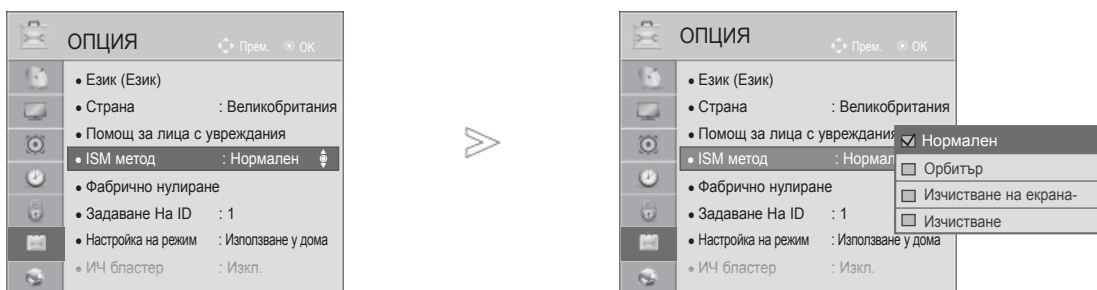 ОПЦИЯ Прем. OK
• Език (Език)
• Страна : Великобритания
• Помощ за лица с увреждания
• ISM метод : Нормален
• Фабрично нулиране
• Задаване На ID : 1
• Настройка на режим : Използване у дома
• ИЧ бластер : Изкл.
ОПЦИЯ Прем. OK
• Език (Език)
• Страна : Великобритания
• Помощ за лица с увреждания
• ISM метод : Нормал
• Фабрично нулиране
• Задаване На ID : 1
• Настройка на режим : Използване у дома
• ИЧ бластер : Изкл.
Нормален
Орбитър
Изчистване на екрана-
Изчистване